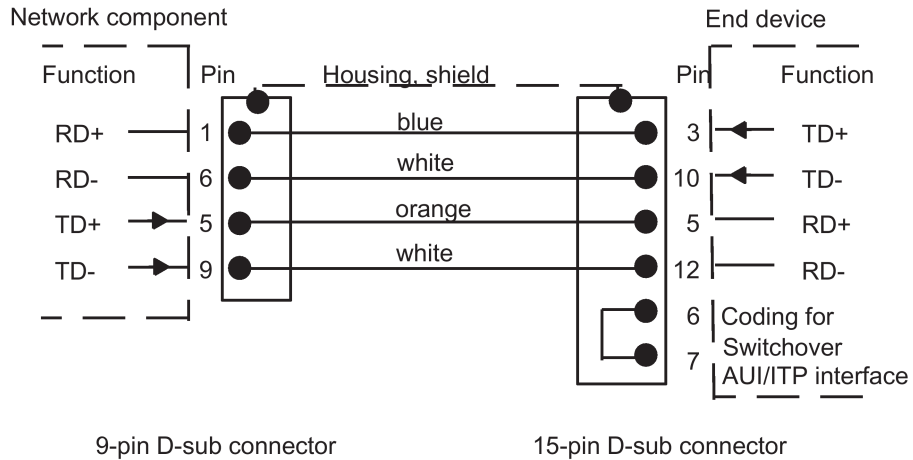 Network component
End device
Function Pin Housing, shield Pin Function
RD+ 1 blue 3 TD+
RD- 6 white 10 TD-
TD+ 5 orange 5 RD+
TD- 9 white 12 RD-
6 Coding for
Switchover
7 AUI/ITP interface
9-pin D-sub connector 15-pin D-sub connector